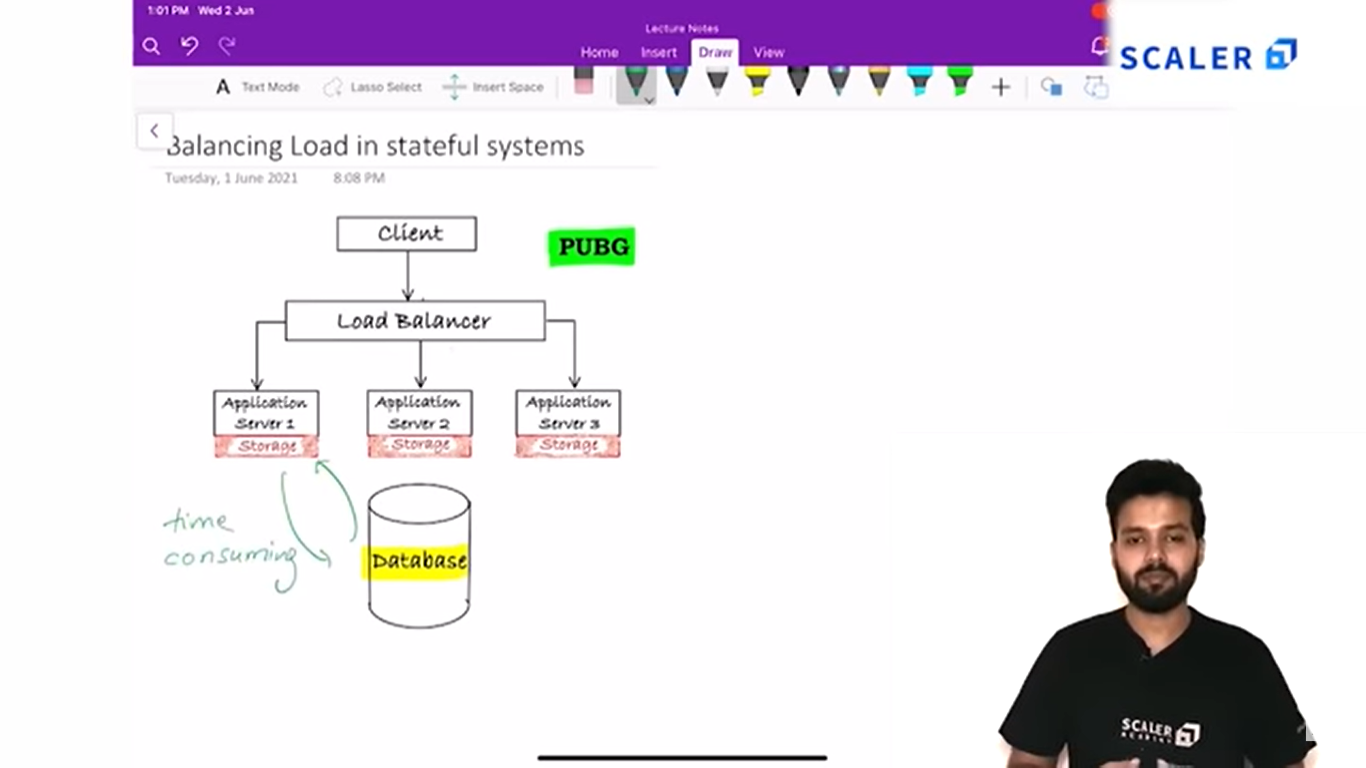 1:01 PM Wed 2 Jun
Lecture Notes
Home Insert Draw View
SCALER
Text Mode Lasso Select Insert Space
Balancing Load in stateful systems
Tuesday, 1 June 2021 8:08 PM
Client
PUBG
Load Balancer
Application
Server 1
Storage
Application
Server 2
Storage
Application
Server 3
Storage
time
consuming
Database
SCALER
ACADEMY